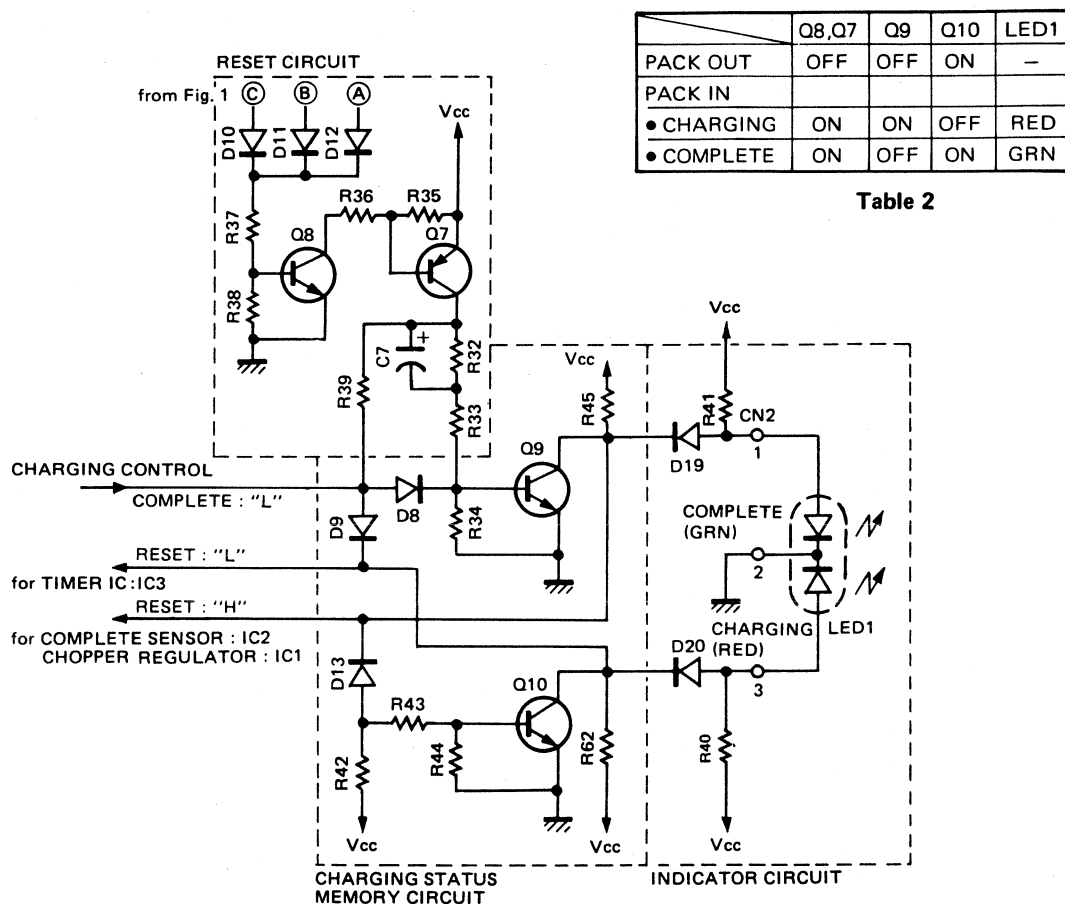 Q8,Q7 Q9 Q10 LED1
PACK OUT OFF OFF ON –
PACK IN
• CHARGING ON ON OFF RED
• COMPLETE ON OFF ON GRN
Table 2
RESET CIRCUIT
from Fig. 1 C B A
Vcc
D10 D11 D12
R36 R35
R37
Q8 Q7
R38
C7 +
R32
R39
R33
Vcc
Vcc
R45
R41
CN2
1
Q9
D19
CHARGING CONTROL
COMPLETE : "L"
D8
D9
R34
COMPLETE
(GRN)
2
RESET : "L"
for TIMER IC : IC3
RESET : "H"
for COMPLETE SENSOR : IC2
CHOPPER REGULATOR : IC1
CHARGING LED1
(RED)
D20
3
D13
Q10
R43
R44
R42
R62
R40
Vcc
Vcc
Vcc
CHARGING STATUS
MEMORY CIRCUIT
INDICATOR CIRCUIT